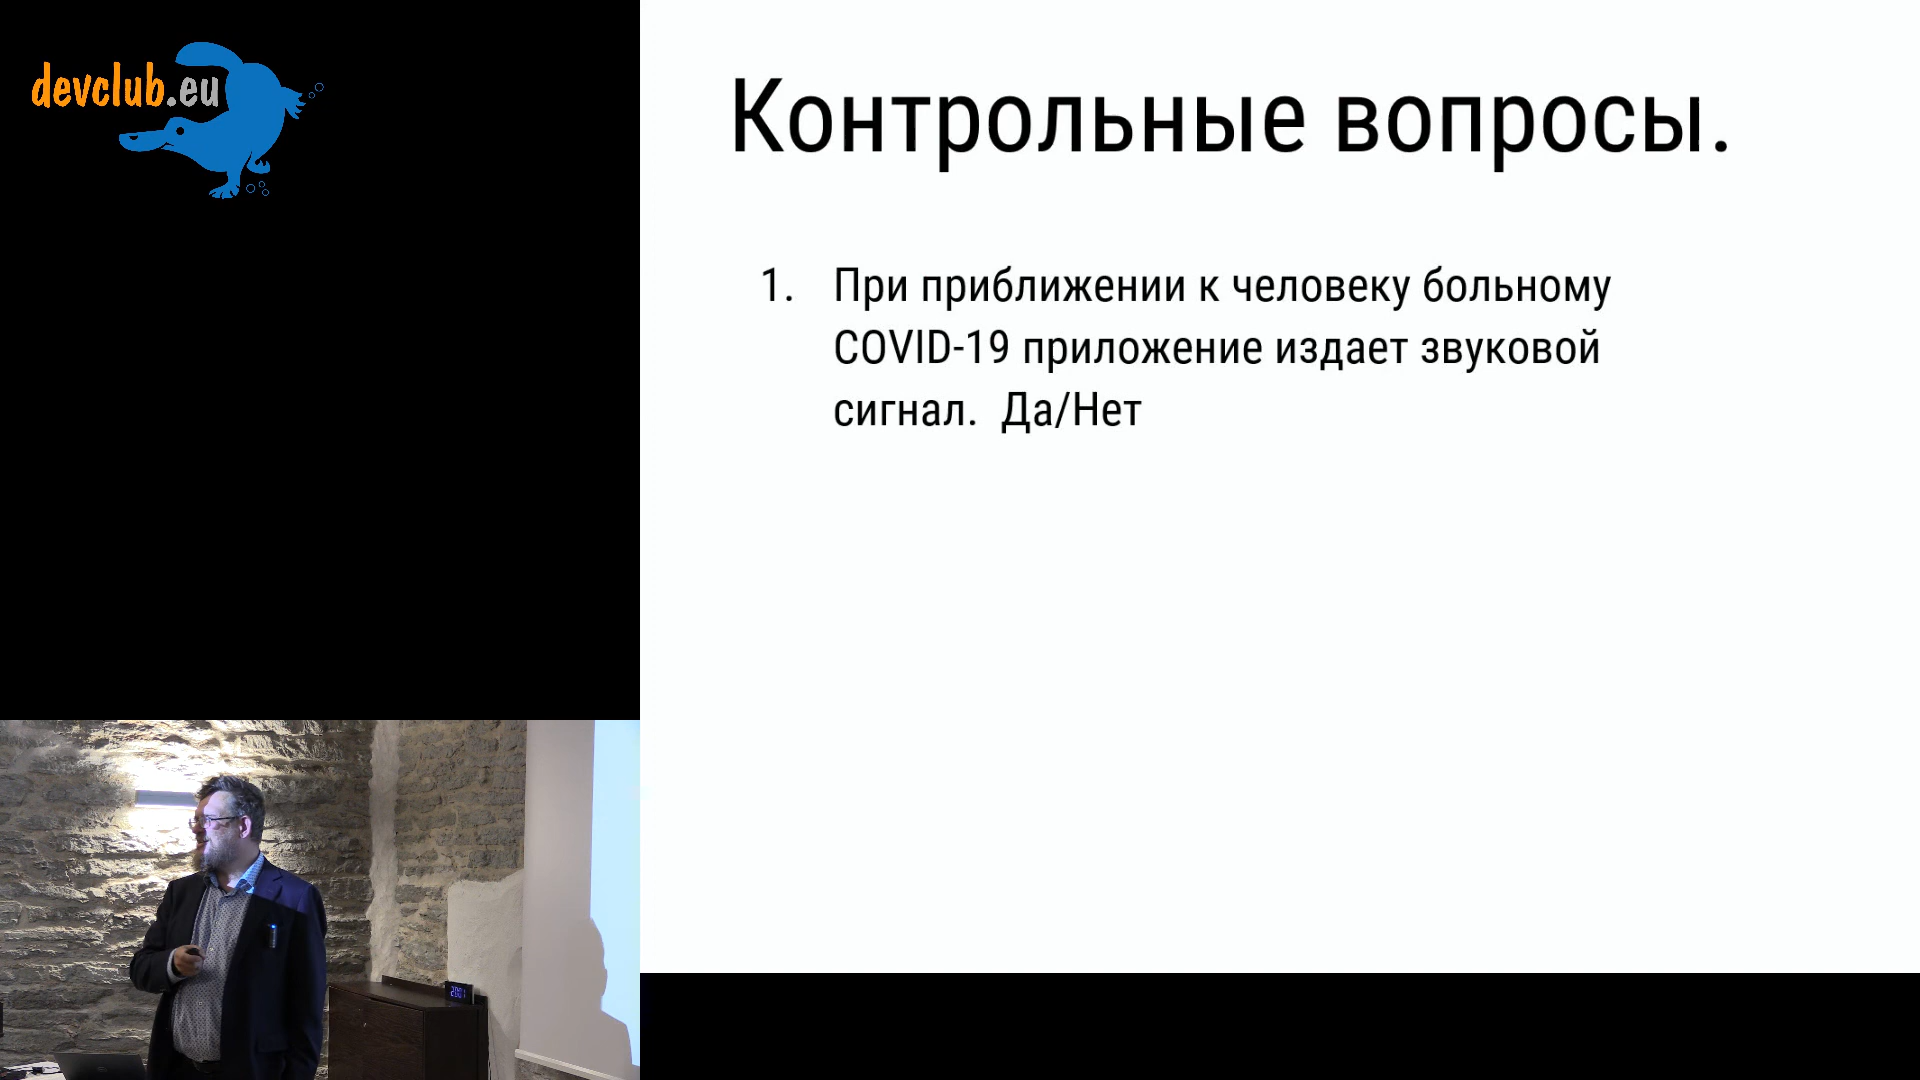 devclub.eu
Контрольные вопросы.
1. При приближении к человеку больному
COVID-19 приложение издает звуковой
сигнал. Да/Нет